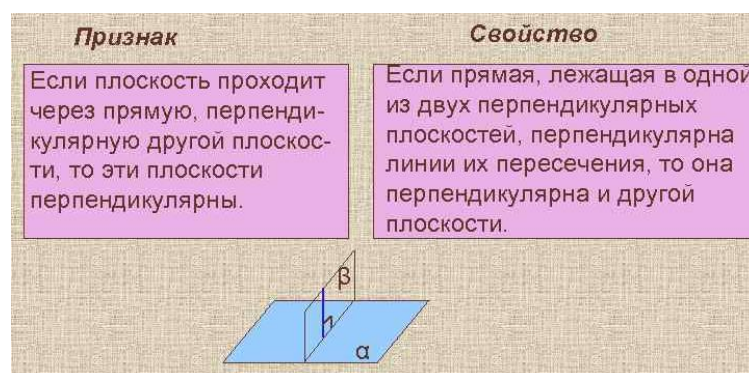 Признак
Свойство
Если плоскость проходит
через прямую, перпенди-
кулярную другой плоскос-
ти, то эти плоскости
перпендикулярны.
Если прямая, лежащая в одной
из двух перпендикулярных
плоскостей, перпендикулярна
линии их пересечения, то она
перпендикулярна и другой
плоскости.
β
α